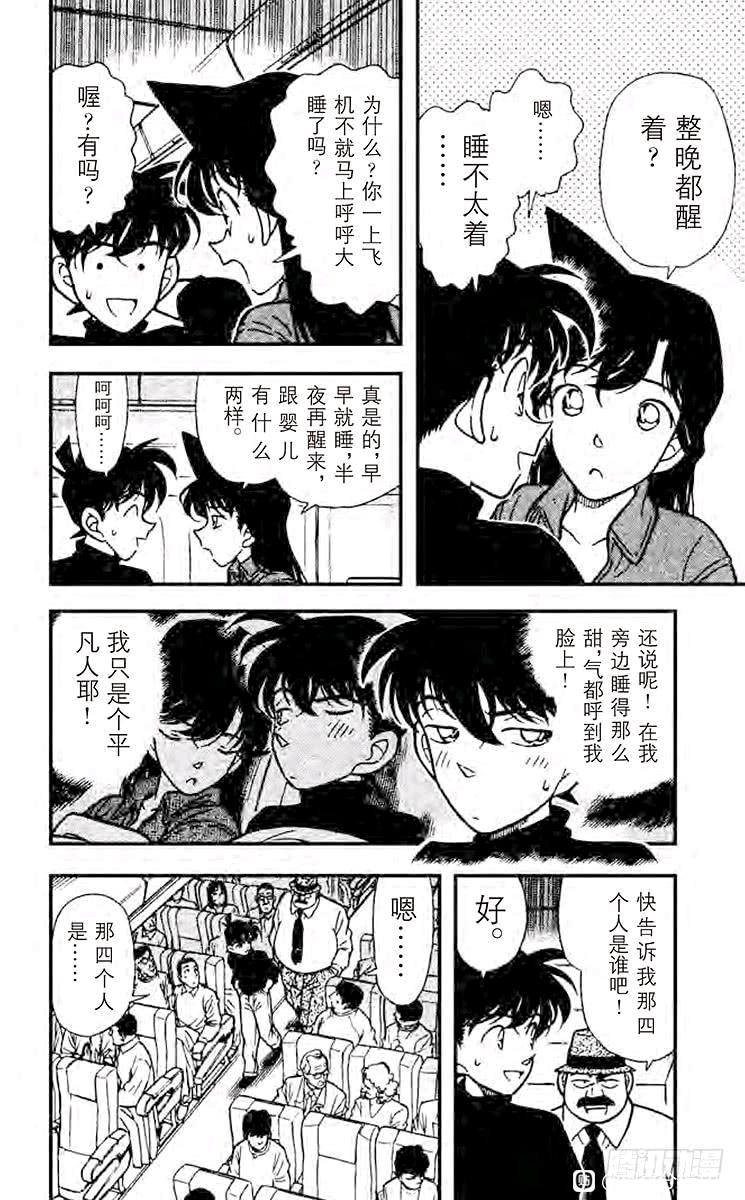 整晚都醒
着？
嗯
……
睡不太着
……
为什么？你一上飞
机不就马上呼呼大
睡了吗？
喔？有吗？
真是的，早
早就睡，半
夜再醒来，
跟婴儿
有什么
两样。
呵呵呵……
还说呢！在我
旁边睡得那么
甜，气都呼到我
脸上！
我只是个平
凡人耶！
快告诉我那四
个人是谁吧！
好。
嗯……
那四个人
是……
腾讯动漫